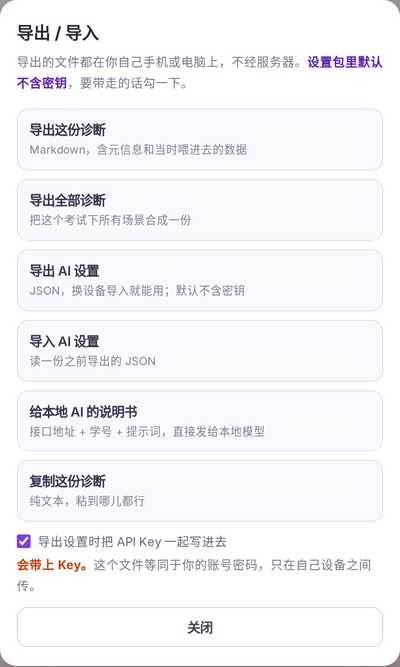 导出 / 导入
导出的文件都在你自己手机或电脑上，不经服务器。设置包里默认
不含密钥，要带走的话勾一下。
导出这份诊断
Markdown，含元信息和当时喂进去的数据
导出全部诊断
把这个考试下所有场景合成一份
导出 AI 设置
JSON，换设备导入就能用；默认不含密钥
导入 AI 设置
读一份之前导出的 JSON
给本地 AI 的说明书
接口地址 + 学号 + 提示词，直接发给本地模型
复制这份诊断
纯文本，粘到哪儿都行
导出设置时把 API Key 一起写进去
会带上 Key。这个文件等同于你的账号密码，只在自己设备之间
传。
关闭